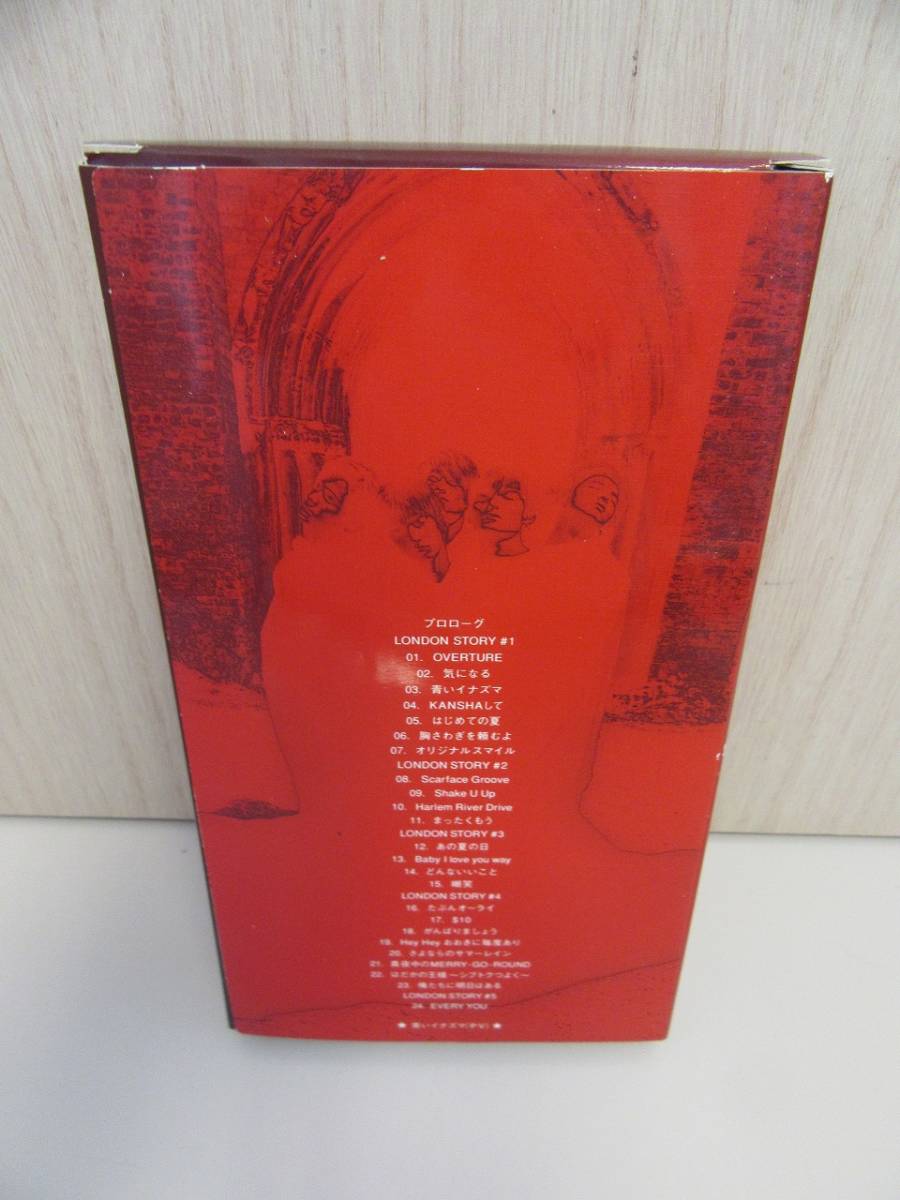 プロローグ
LONDON STORY #1
01. OVERTURE
02. 気になる
03. 青いイナズマ
04. KANSHAして
05. はじめての夏
06. 胸さわぎを頼むよ
07. オリジナルスマイル
LONDON STORY #2
08. Scarface Groove
09. Shake U Up
10. Harlem River Drive
11. まったくもう
LONDON STORY #3
12. あの夏の日
13. Baby I love you way
14. どんないいこと
15. 嘲笑
LONDON STORY #4
16. たぶんオーライ
17. $10
18. がんばりましょう
19. Hey Hey おおきに毎度あり
20. さよならのサマーレイン
21. 真夜中のMERRY-GO-ROUND
22. はだかの王様 〜シブトクつよく〜
23. 俺たちに明日はある
LONDON STORY #5
24. EVERY YOU
★ 青いイナズマ(P.V.) ★